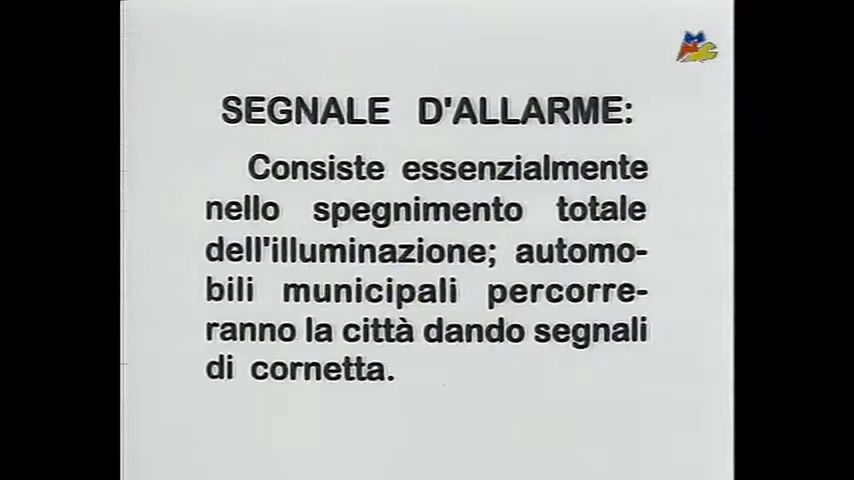 SEGNALE D'ALLARME:
Consiste essenzialmente
nello spegnimento totale
dell'illuminazione; automo-
bili municipali percorre-
ranno la città dando segnali
di cornetta.